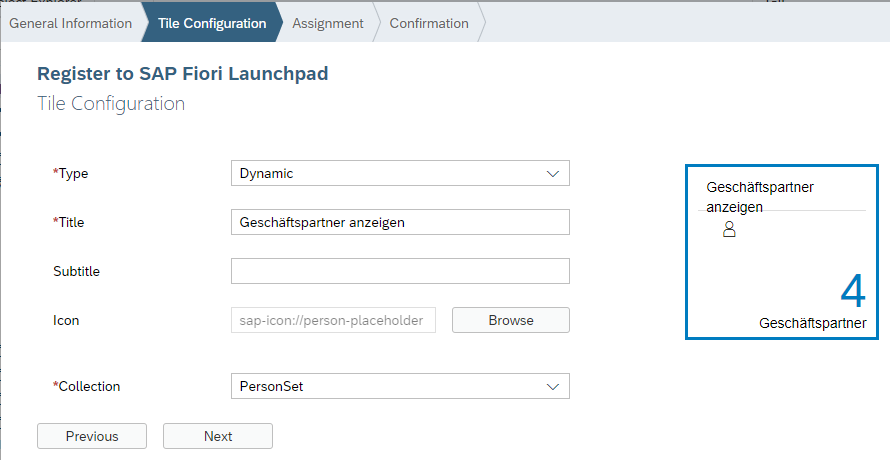 General Information Tile Configuration Assignment Confirmation
Register to SAP Fiori Launchpad
Tile Configuration
*Type Dynamic
Geschäftspartner
anzeigen
*Title Geschäftspartner anzeigen
Subtitle
Icon sap-icon://person-placeholder Browse
4
Geschäftspartner
*Collection PersonSet
Previous Next